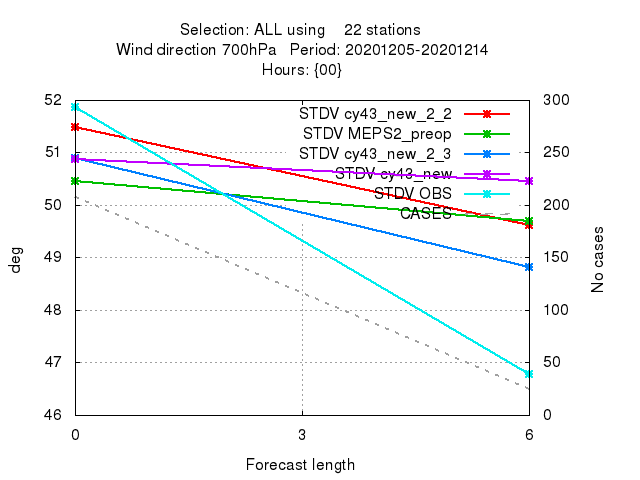 Selection: ALL using    22 stations
Wind direction 700hPa   Period: 20201205-20201214
Hours: {00}
52 300
STDV cy43_new_2_2
STDV MEPS2_preop
51 STDV cy43_new_2_3 250
STDV cy43_new
STDV OBS
50 CASES 200
49 150
deg No cases
48 100
47 50
46 0
0 3 6
Forecast length